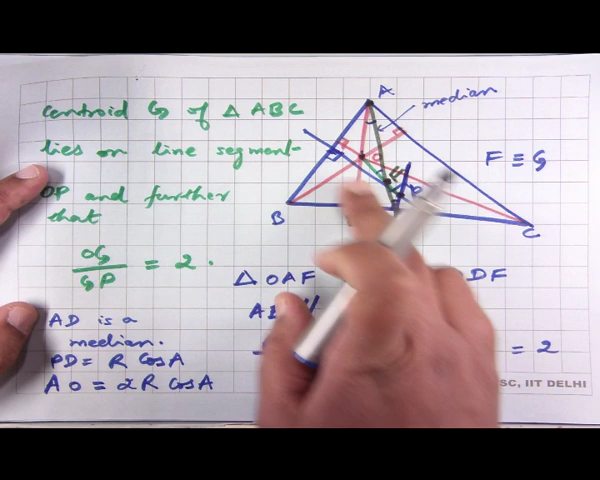 centroid G of △ ABC
lies on line segment
OP and further
that
OG / GP = 2 .
AD is a
median.
PD = R Cos A
AO = 2R Cos A
A
median
F ≡ G
B
C
△ OAF
DF
= 2
SC, IIT DELHI